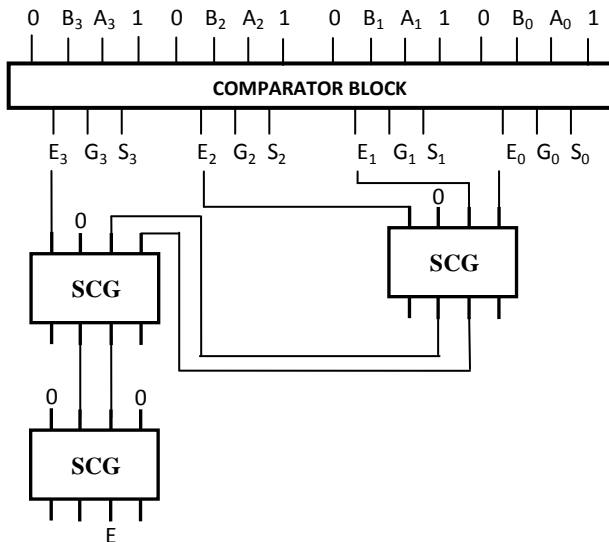 0 B₃ A₃ 1 0 B₂ A₂ 1 0 B₁ A₁ 1 0 B₀ A₀ 1
COMPARATOR BLOCK
E₃ G₃ S₃ E₂ G₂ S₂ E₁ G₁ S₁ E₀ G₀ S₀
0
0
SCG
SCG
0 0
SCG
E